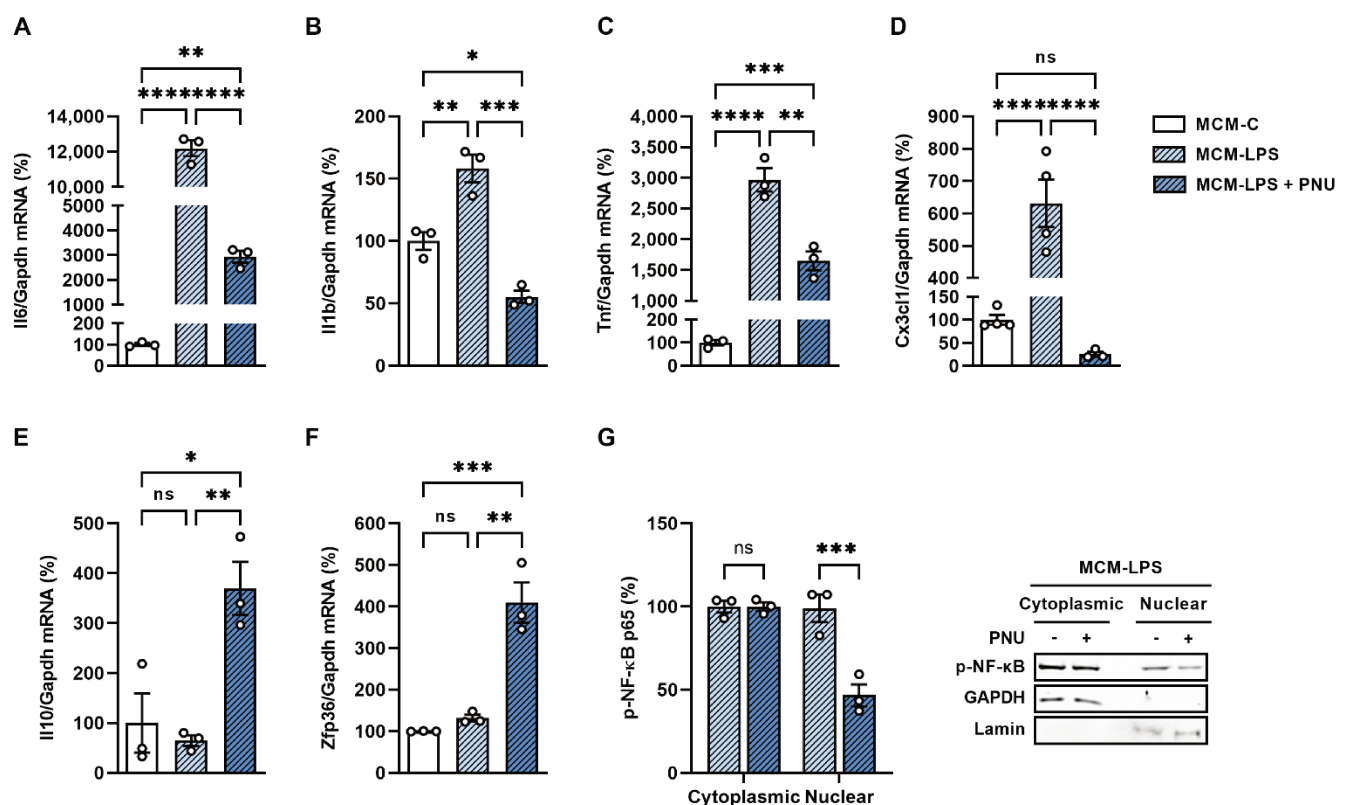 A
**
********
Il6/Gapdh mRNA (%)
14,000
12,000
10,000
5000
4000
3000
2000
1000
200
100
0
B
*
** ***
Il1b/Gapdh mRNA (%)
200
150
100
50
0
C
***
**** **
Tnf/Gapdh mRNA (%)
4,000
3,500
3,000
2,500
2,000
1,500
1,000
200
100
0
D
ns
********
Cx3cl1/Gapdh mRNA (%)
900
800
700
600
500
400
150
100
50
0
MCM-C
MCM-LPS
MCM-LPS + PNU
E
*
ns **
Il10/Gapdh mRNA (%)
500
400
300
200
100
0
F
***
ns **
Zfp36/Gapdh mRNA (%)
600
500
400
300
200
100
0
G
ns ***
p-NF-κB p65 (%)
150
100
50
0
Cytoplasmic Nuclear
MCM-LPS
Cytoplasmic Nuclear
PNU - + - +
p-NF-κB
GAPDH
Lamin